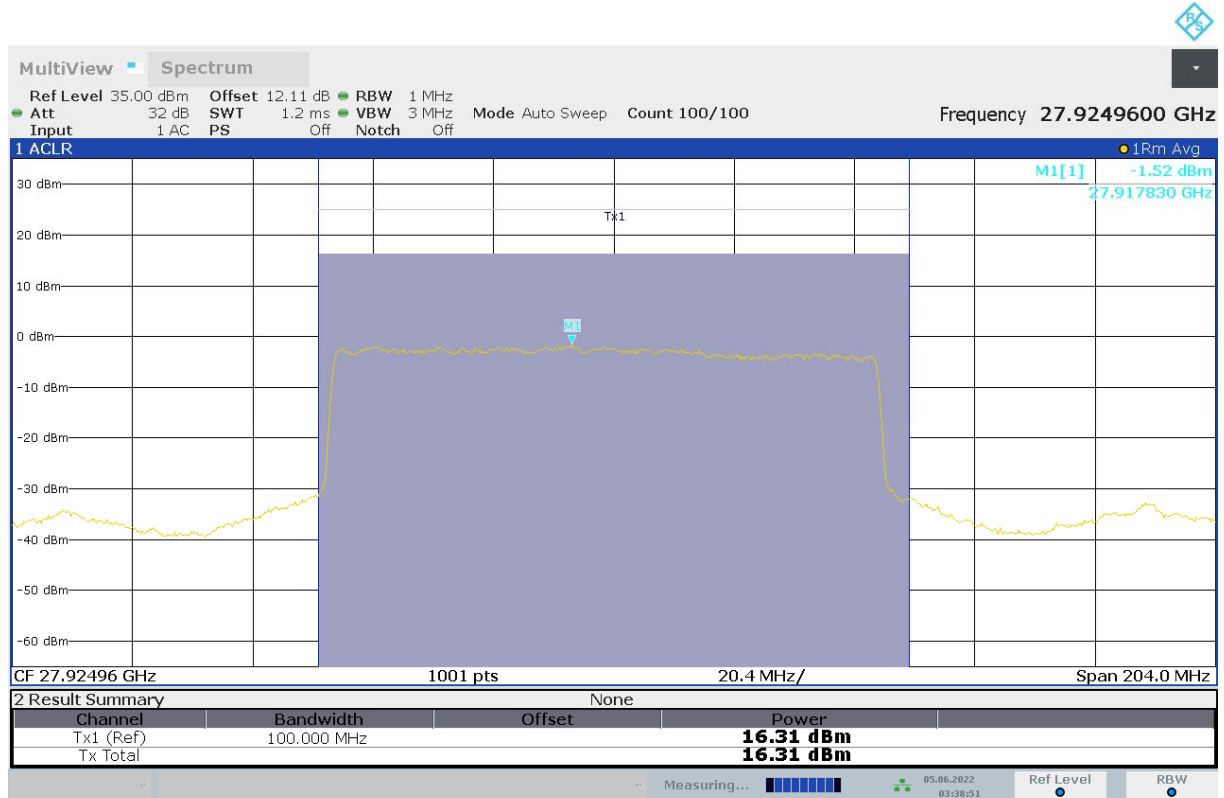 R&S
MultiView Spectrum
Ref Level 35.00 dBm Offset 12.11 dB RBW 1 MHz
Att 32 dB SWT 1.2 ms VBW 3 MHz Mode Auto Sweep Count 100/100 Frequency 27.9249600 GHz
Input 1 AC PS Off Notch Off
1 ACLR 1Rm Avg
M1[1] -1.52 dBm
27.917830 GHz
30 dBm
Tx1
20 dBm
10 dBm
M1
0 dBm
-10 dBm
-20 dBm
-30 dBm
-40 dBm
-50 dBm
-60 dBm
CF 27.92496 GHz 1001 pts 20.4 MHz/ Span 204.0 MHz
2 Result Summary None
Channel Bandwidth Offset Power
Tx1 (Ref) 100.000 MHz 16.31 dBm
Tx Total 16.31 dBm
Measuring... 05.06.2022 Ref Level RBW
03:38:51